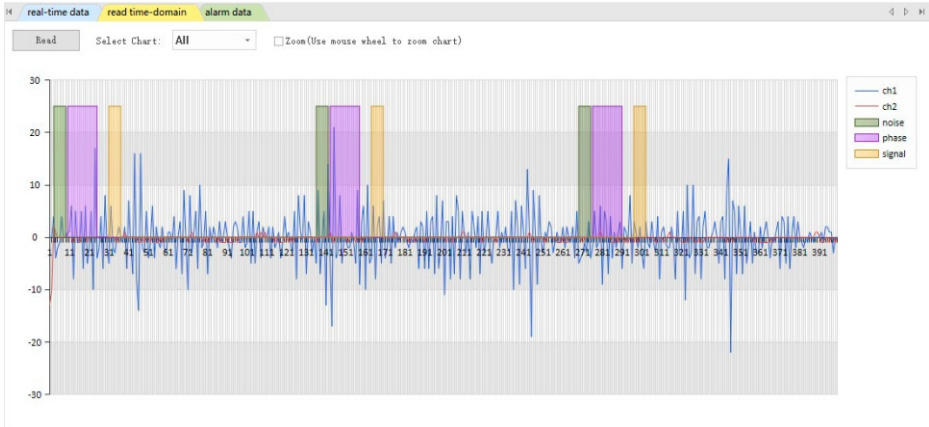 real-time data read time-domain alarm data
Read Select Chart: All Zoom(Use mouse wheel to zoom chart)
30
20
10
0
-10
-20
-30
1 11 21 31 41 51 61 71 81 91 101 111 121 131 141 151 161 171 181 191 201 211 221 231 241 251 261 271 281 291 301 311 321 331 341 351 361 371 381 391
ch1
ch2
noise
phase
signal